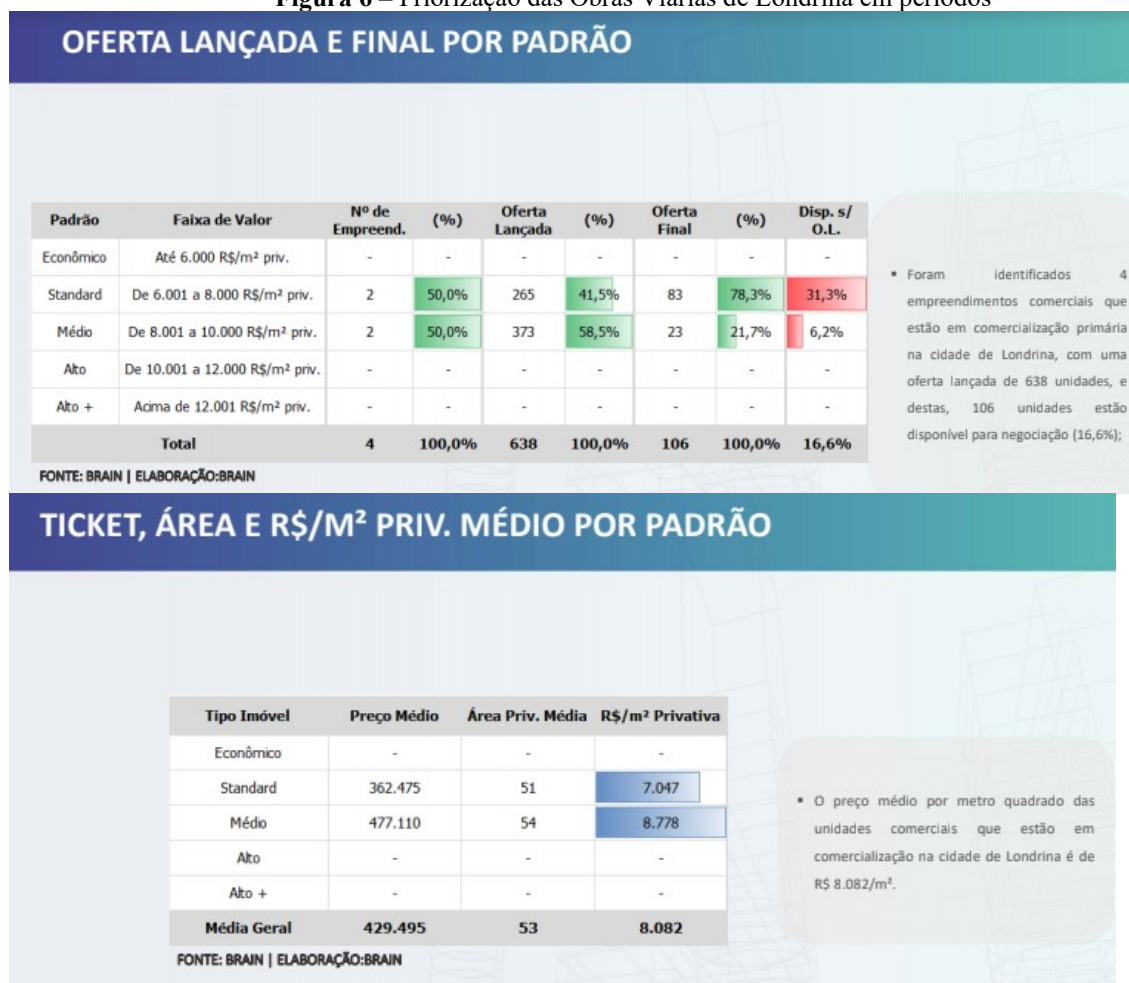 Figura 6 – Priorização das Obras Viárias de Londrina em períodos
OFERTA LANÇADA E FINAL POR PADRÃO
Padrão Faixa de Valor Nº de Empreend. (%) Oferta Lançada (%) Oferta Final (%) Disp. s/ O.L.
Econômico Até 6.000 R$/m² priv. - - - - - - -
Standard De 6.001 a 8.000 R$/m² priv. 2 50,0% 265 41,5% 83 78,3% 31,3%
Médio De 8.001 a 10.000 R$/m² priv. 2 50,0% 373 58,5% 23 21,7% 6,2%
Alto De 10.001 a 12.000 R$/m² priv. - - - - - - -
Alto + Acima de 12.001 R$/m² priv. - - - - - - -
Total 4 100,0% 638 100,0% 106 100,0% 16,6%
FONTE: BRAIN | ELABORAÇÃO:BRAIN
▪ Foram identificados 4
empreendimentos comerciais que
estão em comercialização primária
na cidade de Londrina, com uma
oferta lançada de 638 unidades, e
destas, 106 unidades estão
disponível para negociação (16,6%);
TICKET, ÁREA E R$/M² PRIV. MÉDIO POR PADRÃO
Tipo Imóvel Preço Médio Área Priv. Média R$/m² Privativa
Econômico - - -
Standard 362.475 51 7.047
Médio 477.110 54 8.778
Alto - - -
Alto + - - -
Média Geral 429.495 53 8.082
FONTE: BRAIN | ELABORAÇÃO:BRAIN
▪ O preço médio por metro quadrado das
unidades comerciais que estão em
comercialização na cidade de Londrina é de
R$ 8.082/m².